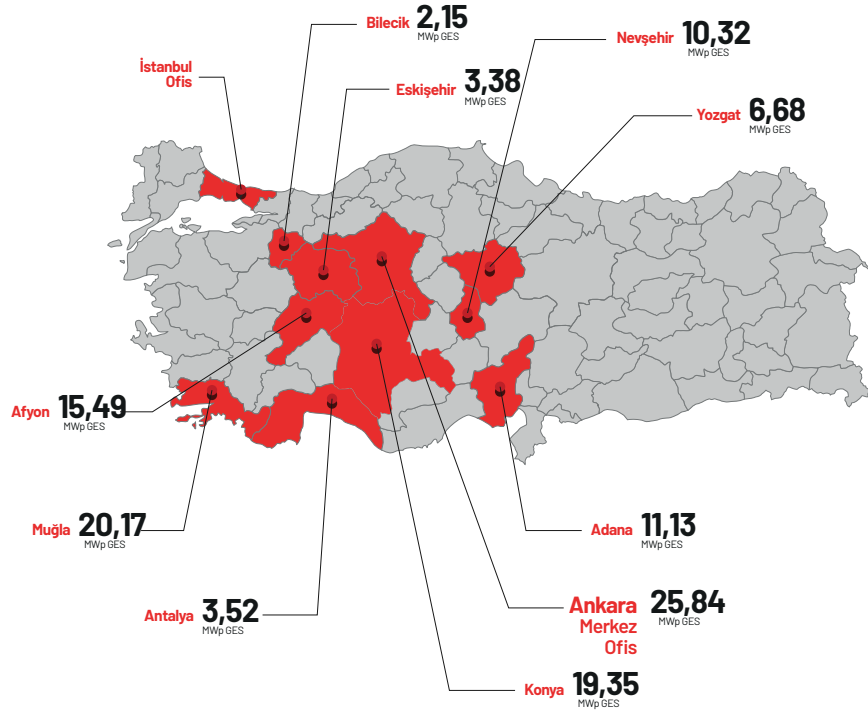 Bilecik 2,15
MWp GES
Nevşehir 10,32
MWp GES
İstanbul
Ofis
Eskişehir 3,38
MWp GES
Yozgat 6,68
MWp GES
Afyon 15,49
MWp GES
Muğla 20,17
MWp GES
Adana 11,13
MWp GES
Antalya 3,52
MWp GES
Ankara 25,84
MWp GES
Merkez
Ofis
Konya 19,35
MWp GES